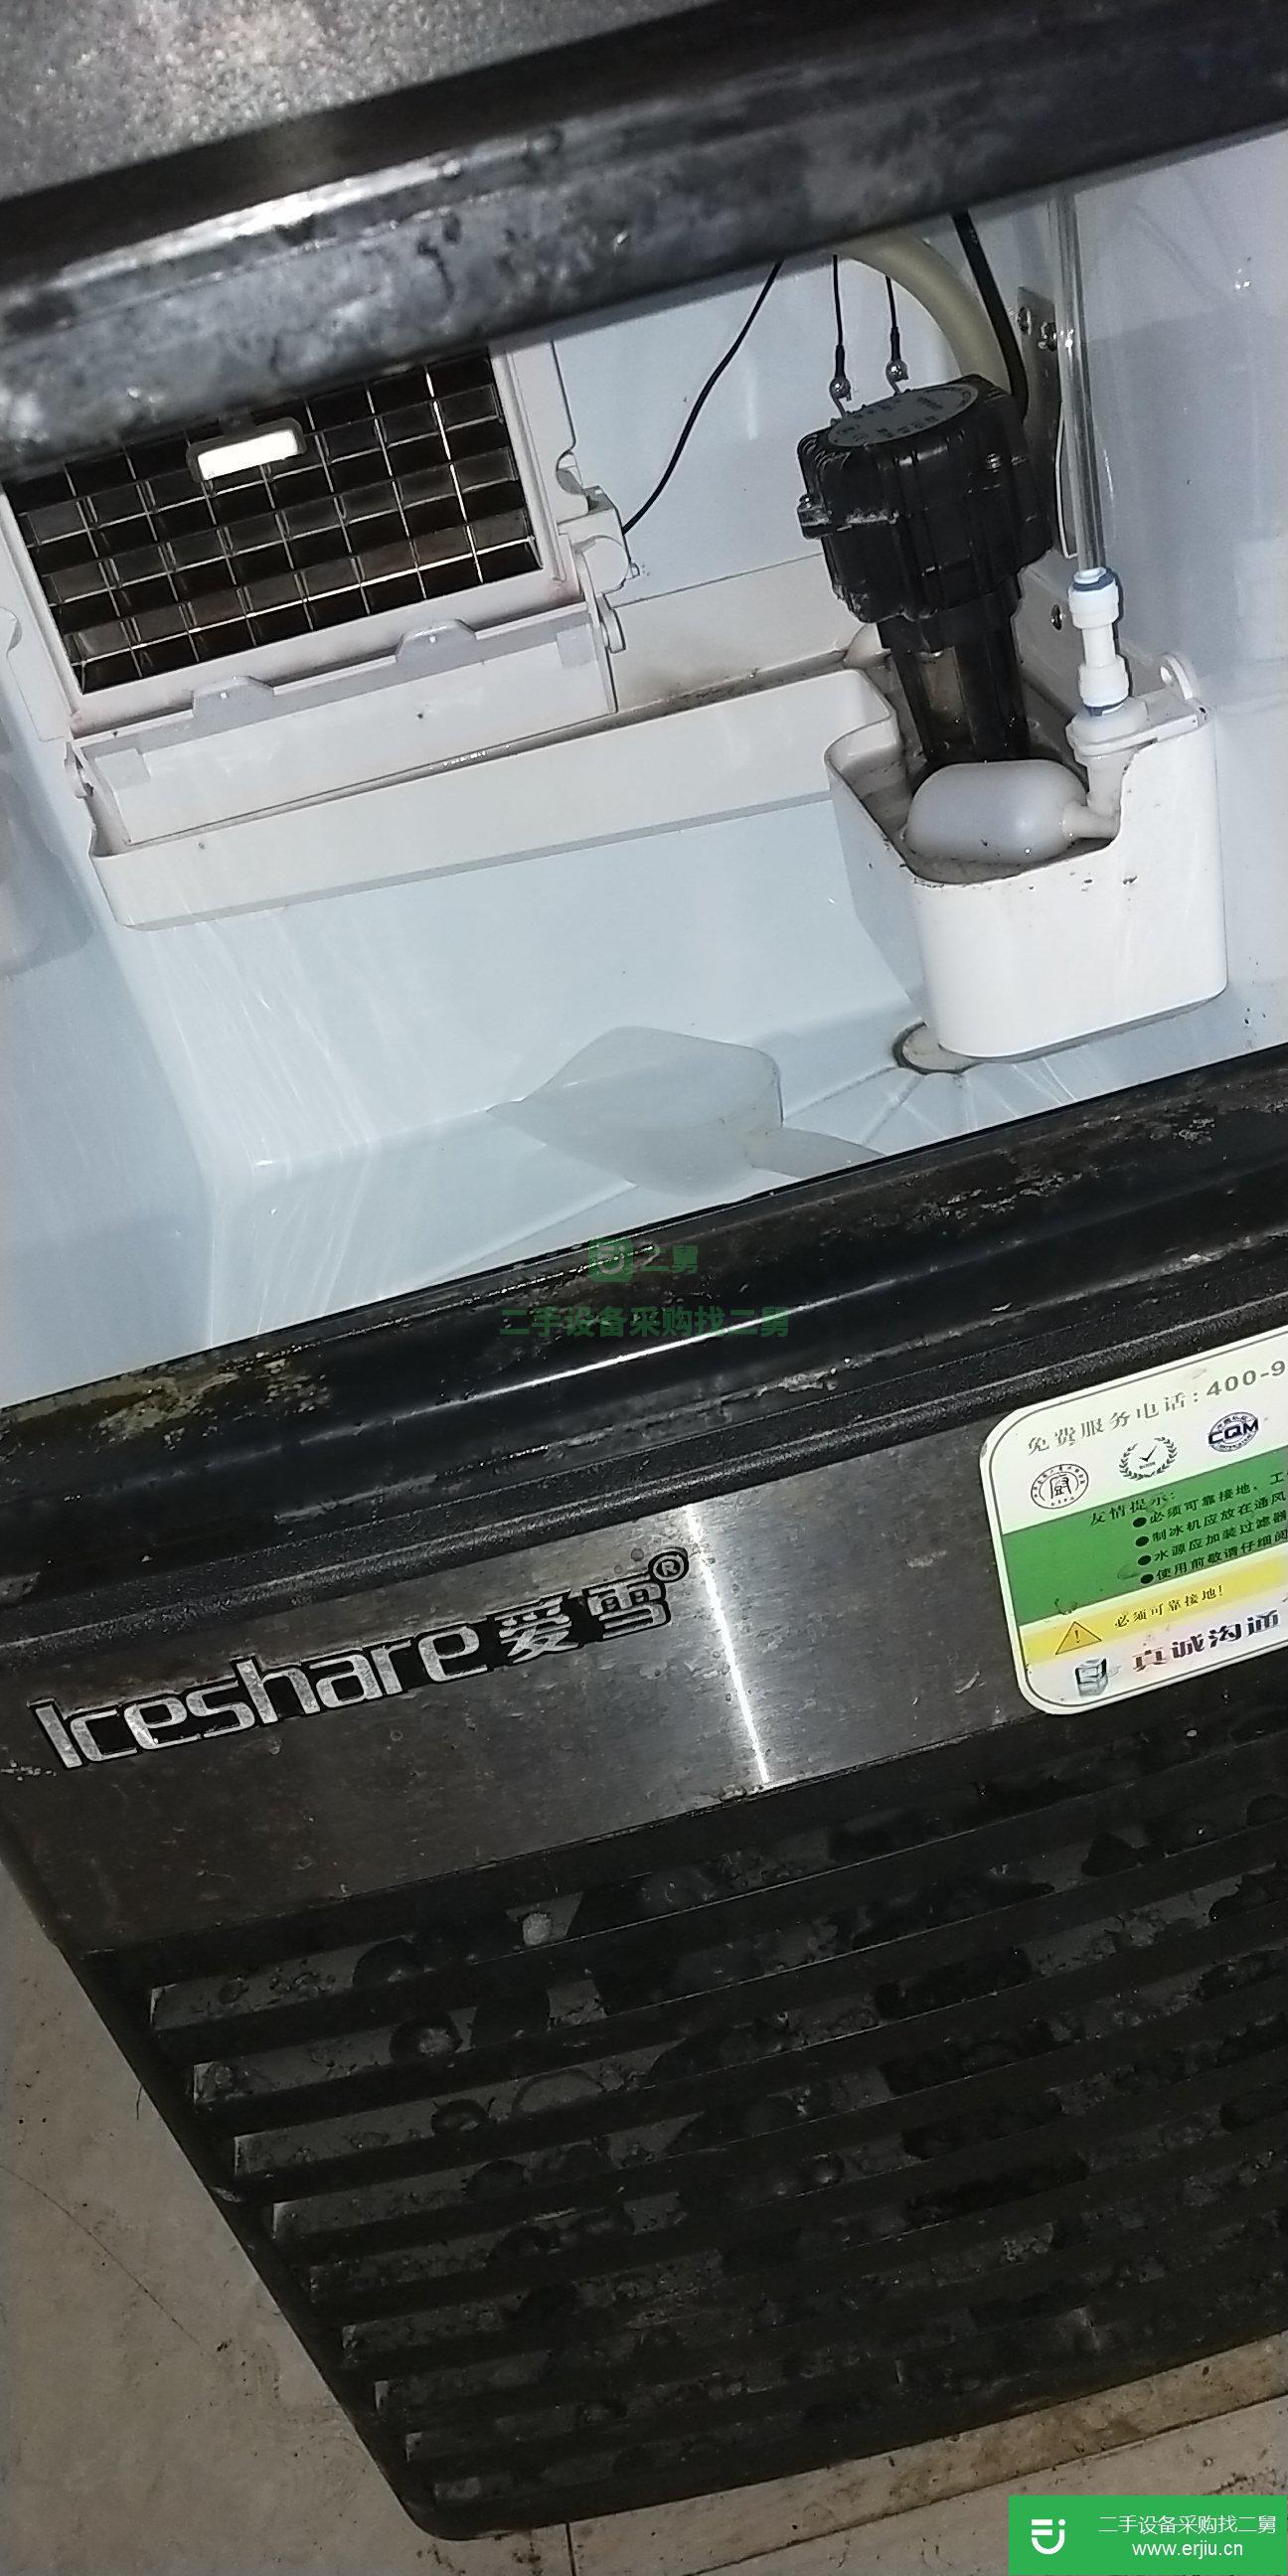 二舅
二手设备采购找二舅
免费服务电话:400-9
CQM
友情提示:
●必须可靠接地，工
●制冰机应放在通风
●水源应加装过滤器
●使用前敬请仔细阅
必须可靠接地!
真诚沟通
Iceshare爱雪®
二手设备采购找二舅
www.erjiu.cn